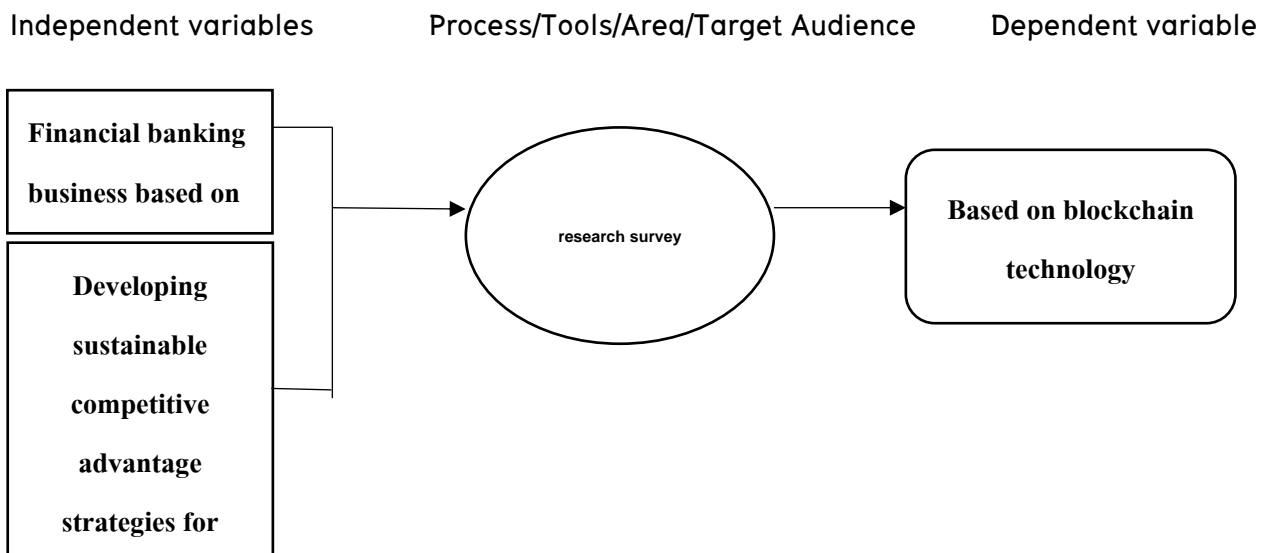 Independent variables
Process/Tools/Area/Target Audience
Dependent variable
Financial banking
business based on
Developing
sustainable
competitive
advantage
strategies for
research survey
Based on blockchain
technology